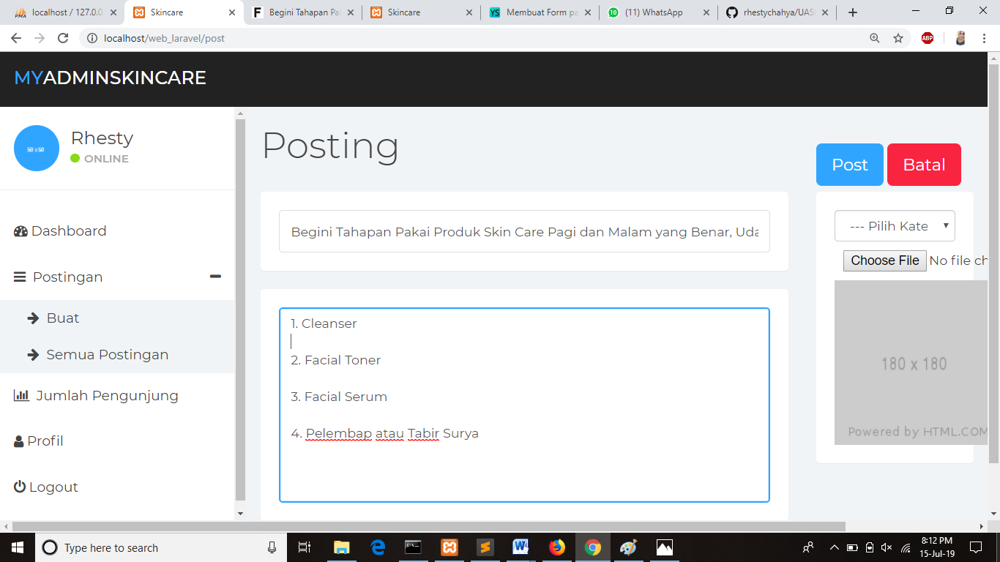 localhost / 127.0.0
Skincare
Begini Tahapan Pa
Skincare
Membuat Form pa
(11) WhatsApp
rhestychahya/UAS
localhost/web_laravel/post
ABP
MYADMINSKINCARE
50 x 50
Rhesty
ONLINE
Dashboard
Postingan
Buat
Semua Postingan
Jumlah Pengunjung
Profil
Logout
Posting
Post
Batal
Begini Tahapan Pakai Produk Skin Care Pagi dan Malam yang Benar, Uda
--- Pilih Kate
Choose File No file ch
180 x 180
Powered by HTML.COM
1. Cleanser
2. Facial Toner
3. Facial Serum
4. Pelembap atau Tabir Surya
Type here to search
8:12 PM
15-Jul-19